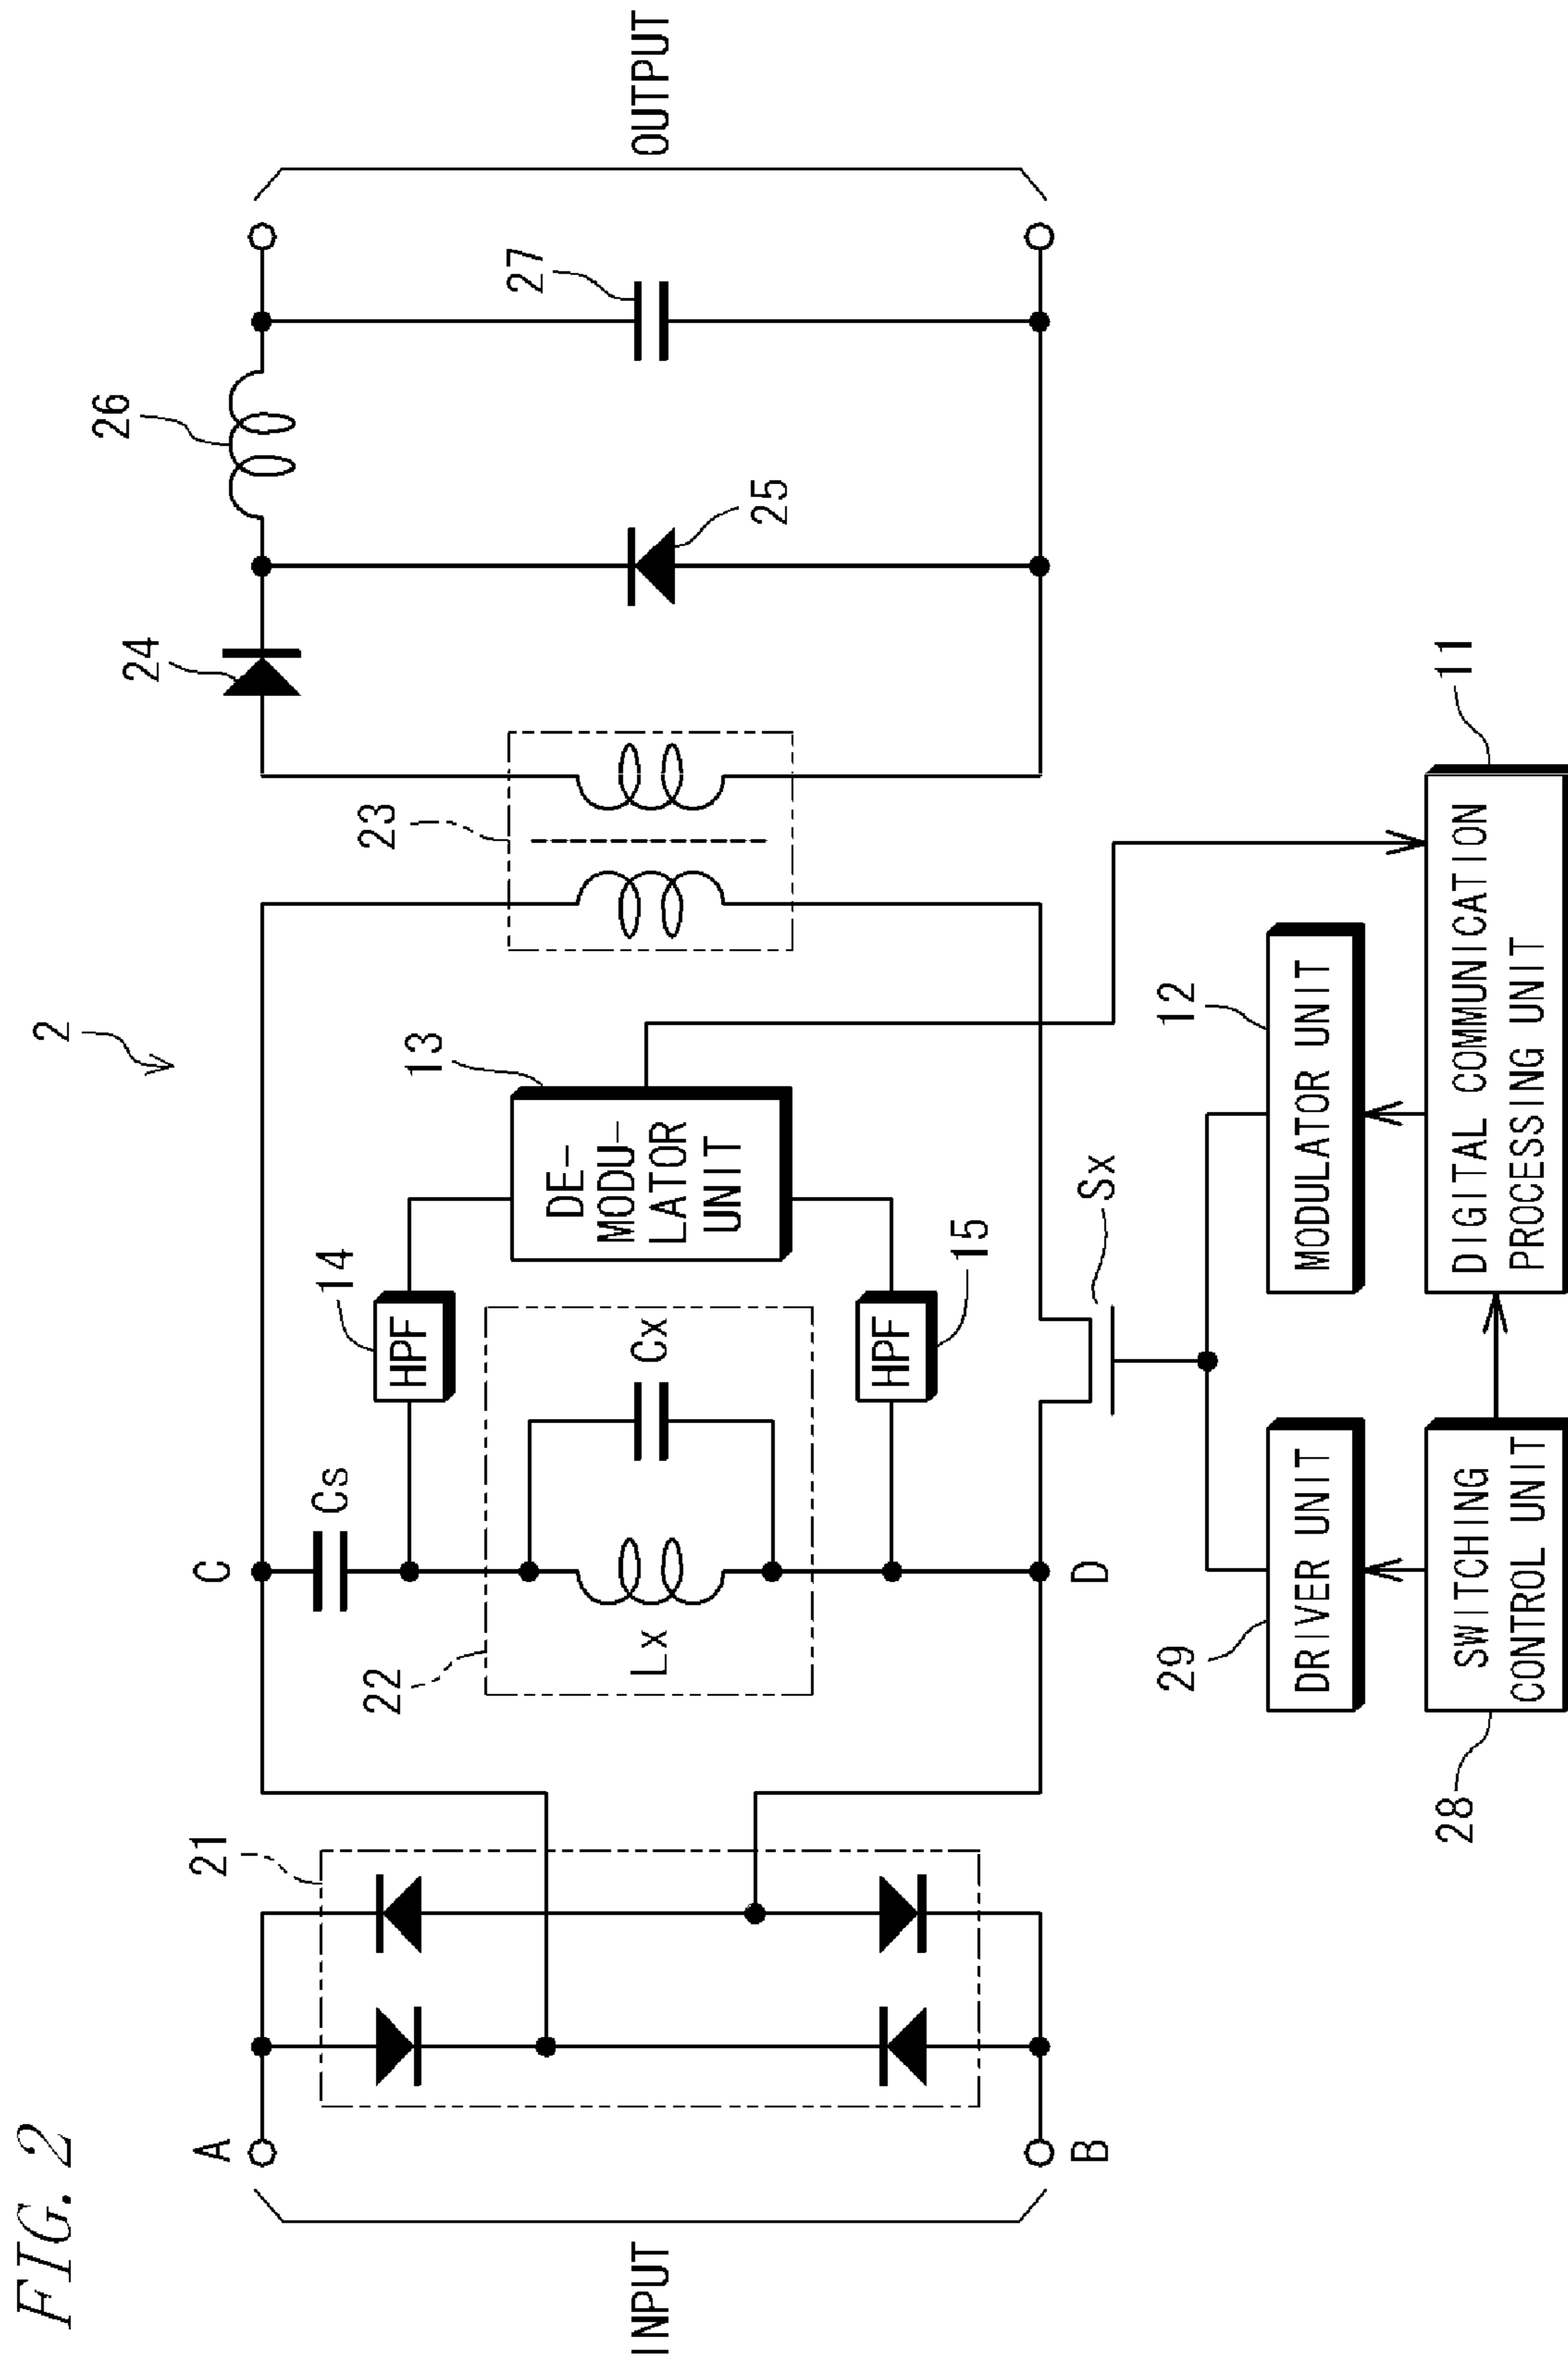 FIG. 2
2
INPUT
A
B
21
C
Cs
14
HPF
22
Lx
Cx
13
DE-
MODU-
LATOR
UNIT
HPF
15
D
Sx
23
24
25
26
27
OUTPUT
29
DRIVER UNIT
12
MODULATOR UNIT
28
SWITCHING
CONTROL UNIT
11
DIGITAL COMMUNICATION
PROCESSING UNIT